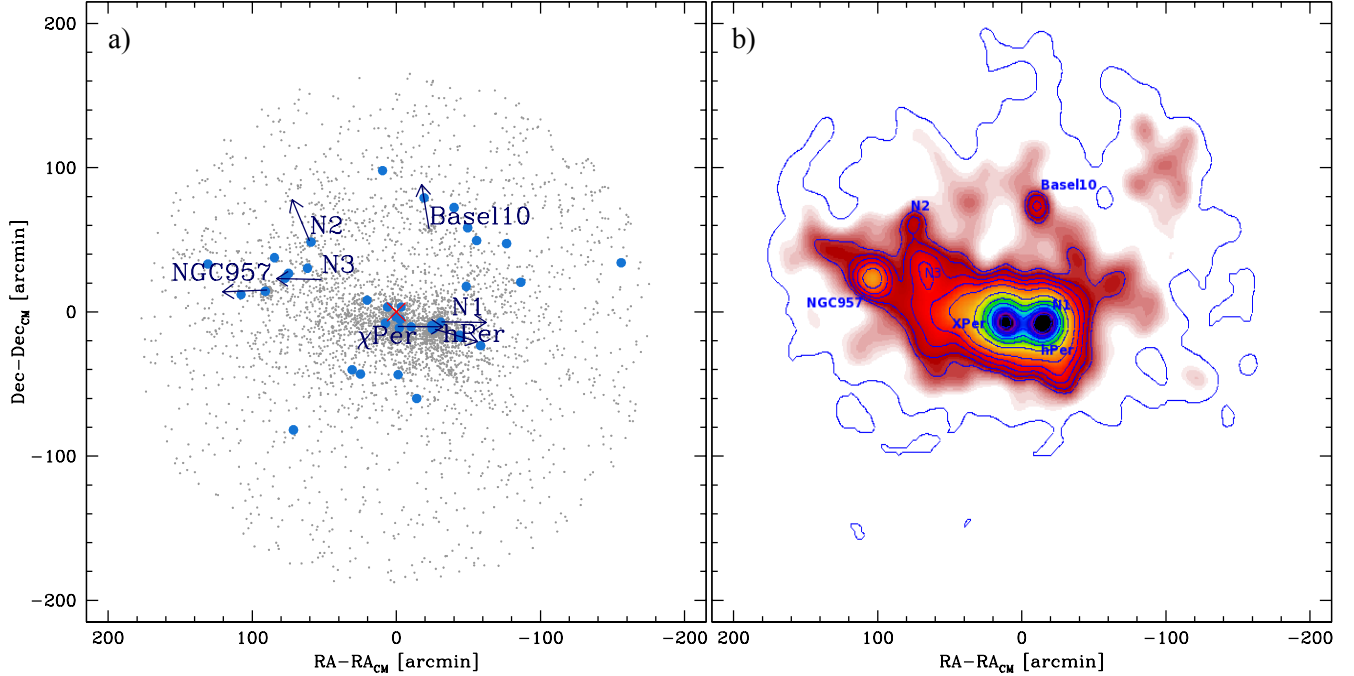 a)
200
100
0
−100
−200
Dec−Dec_CM [arcmin]
N2
Basel10
NGC957
N3
N1
χPer
hPer
200
100
0
−100
−200
RA−RA_CM [arcmin]
b)
Basel10
N2
N3
NGC957
N1
XPer
hPer
200
100
0
−100
−200
RA−RA_CM [arcmin]